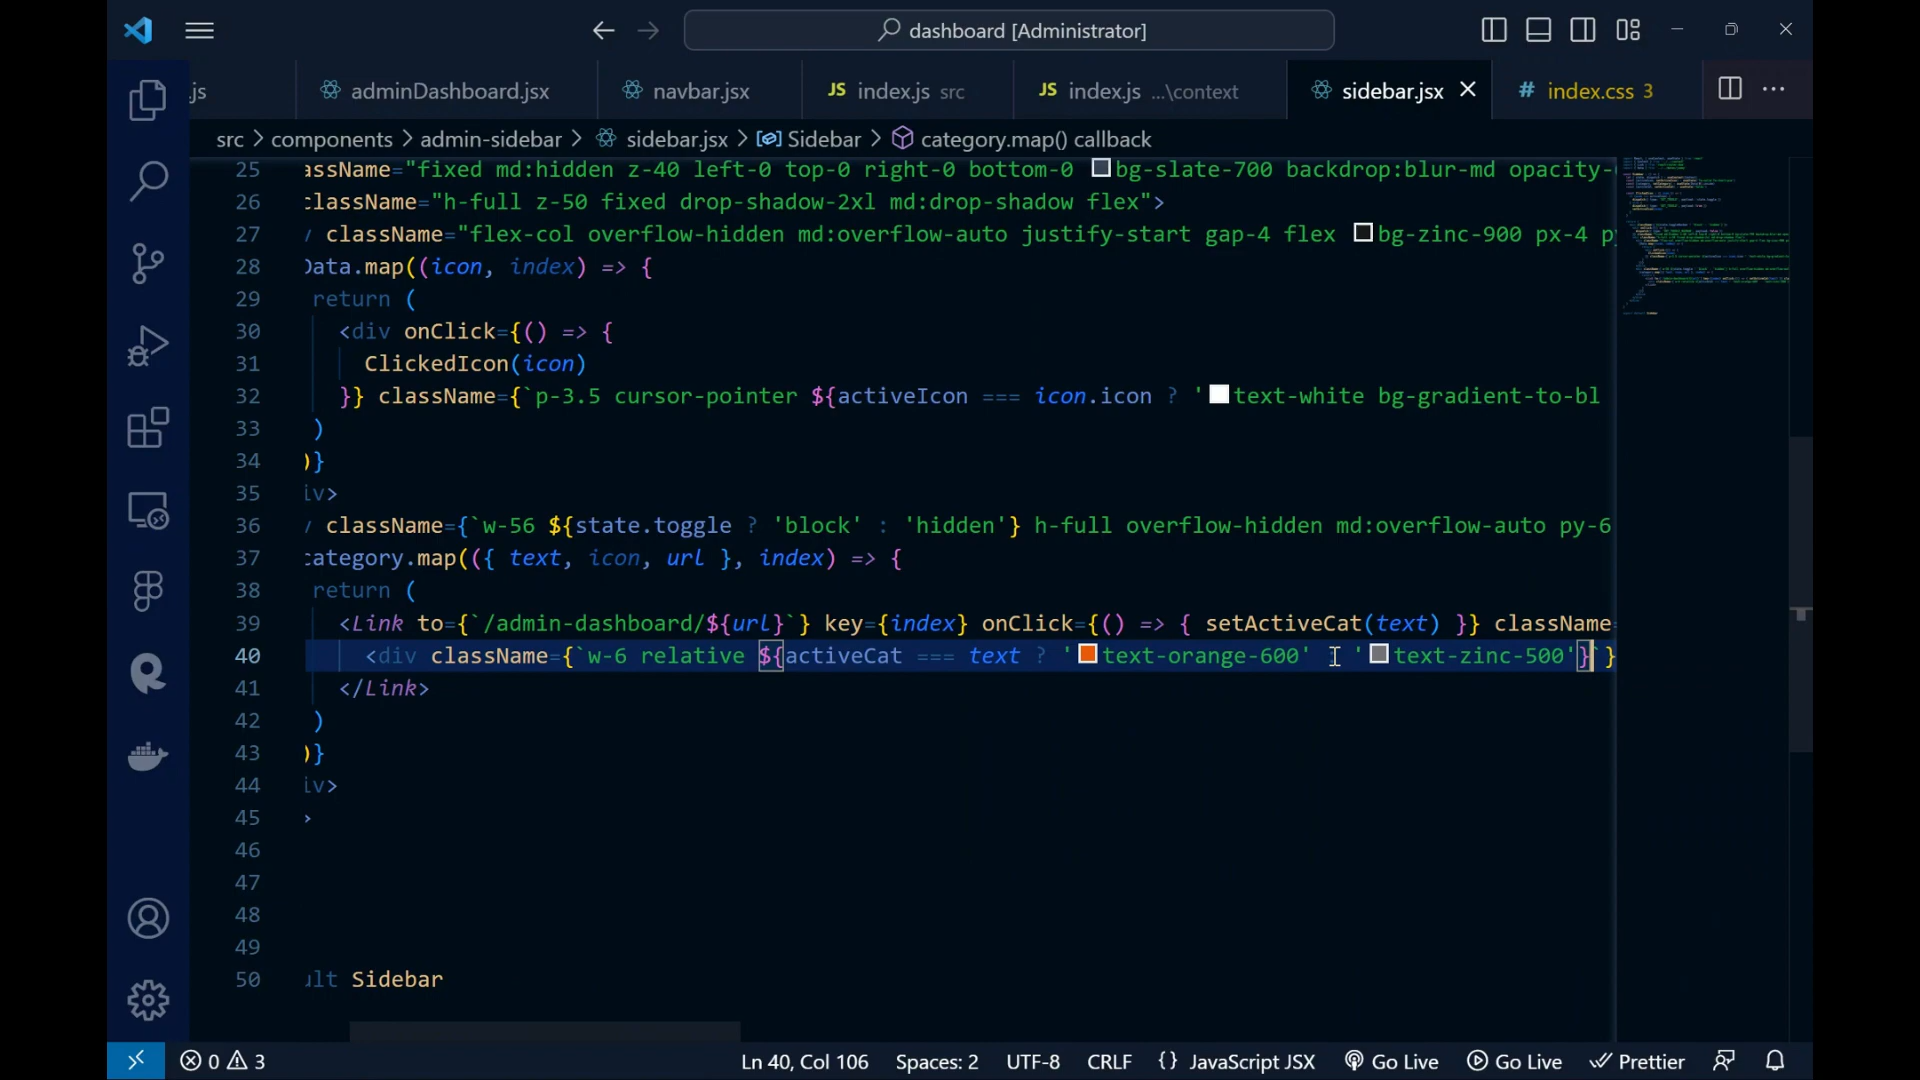 dashboard [Administrator]
.js
adminDashboard.jsx
navbar.jsx
JS index.js src
JS index.js ...\context
sidebar.jsx
# index.css 3
src > components > admin-sidebar > sidebar.jsx > Sidebar > category.map() callback
25 assName="fixed md:hidden z-40 left-0 top-0 right-0 bottom-0 bg-slate-700 backdrop:blur-md opacity-
26 className="h-full z-50 fixed drop-shadow-2xl md:drop-shadow flex">
27 className="flex-col overflow-hidden md:overflow-auto justify-start gap-4 flex bg-zinc-900 px-4 p
28 Data.map((icon, index) => {
29 return (
30 <div onClick={() => {
31 ClickedIcon(icon)
32 }} className={`p-3.5 cursor-pointer ${activeIcon === icon.icon ? 'text-white bg-gradient-to-bl
33 )
34 )}
35 iv>
36 className={`w-56 ${state.toggle ? 'block' : 'hidden'} h-full overflow-hidden md:overflow-auto py-6
37 category.map(({ text, icon, url }, index) => {
38 return (
39 <Link to={`/admin-dashboard/${url}`} key={index} onClick={() => { setActiveCat(text) }} className=
40 <div className={`w-6 relative ${activeCat === text ? 'text-orange-600' : 'text-zinc-500'}`}
41 </Link>
42 )
43 )}
44 iv>
45 >
46
47
48
49
50 ult Sidebar
0 3
Ln 40, Col 106
Spaces: 2
UTF-8
CRLF
{} JavaScript JSX
Go Live
Go Live
Prettier